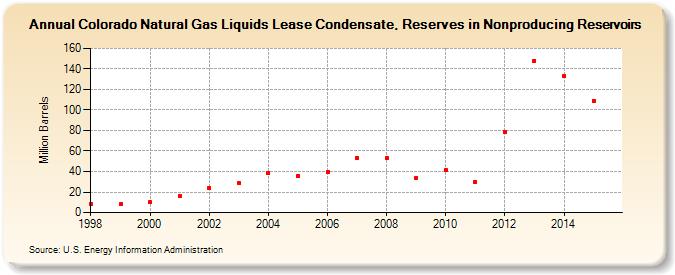 Annual Colorado Natural Gas Liquids Lease Condensate, Reserves in Nonproducing Reservoirs
Million Barrels
160
140
120
100
80
60
40
20
0
1998 2000 2002 2004 2006 2008 2010 2012 2014
Source: U.S. Energy Information Administration